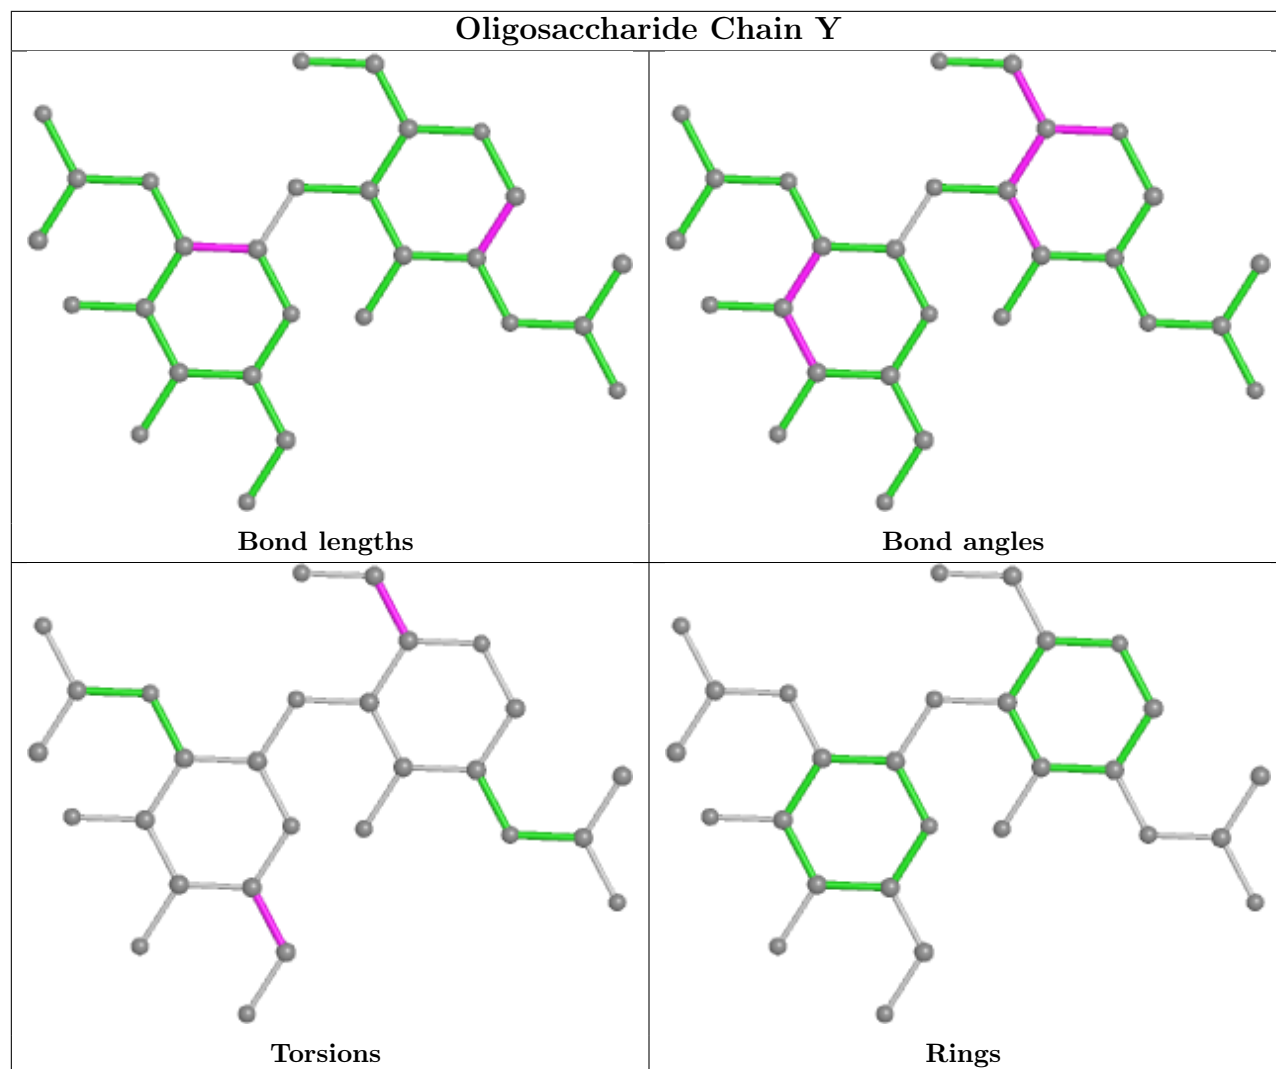 Oligosaccharide Chain Y
Bond lengths
Bond angles
Torsions
Rings